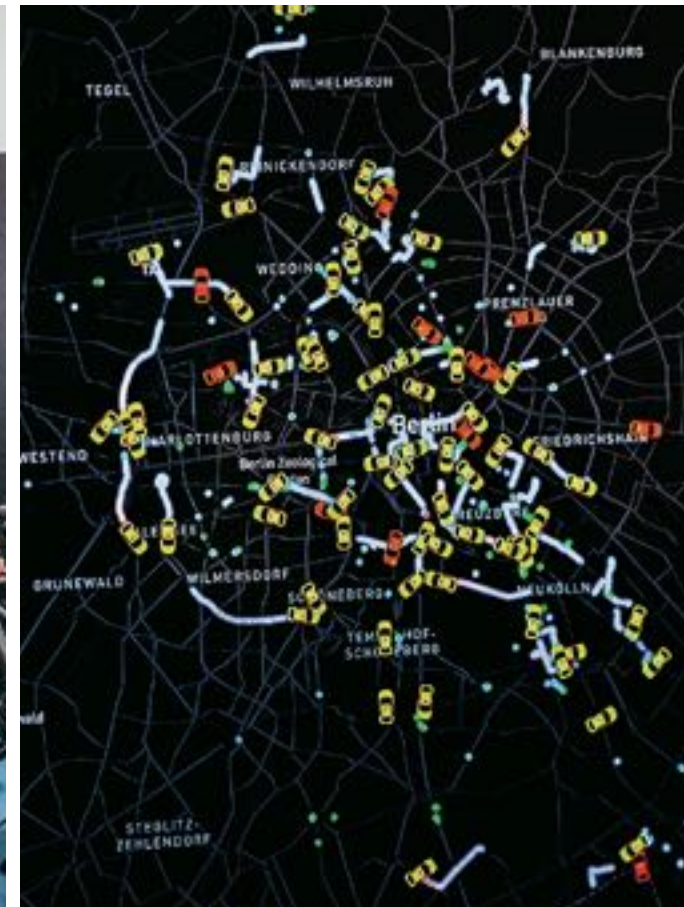 BLANKENBURG
WILHELMSRUH
TEGEL
REINICKENDORF
WEDDING
PRENZLAUER
Berlin
CHARLOTTENBURG
FRIEDRICHSHAIN
WESTEND
Berlin Zoological
KREUZBERG
GRUNEWALD
WILMERSDORF
SCHÖNEBERG
NEUKÖLLN
TEMPELHOF-
SCHÖNEBERG
STEGLITZ-
ZEHLENDORF